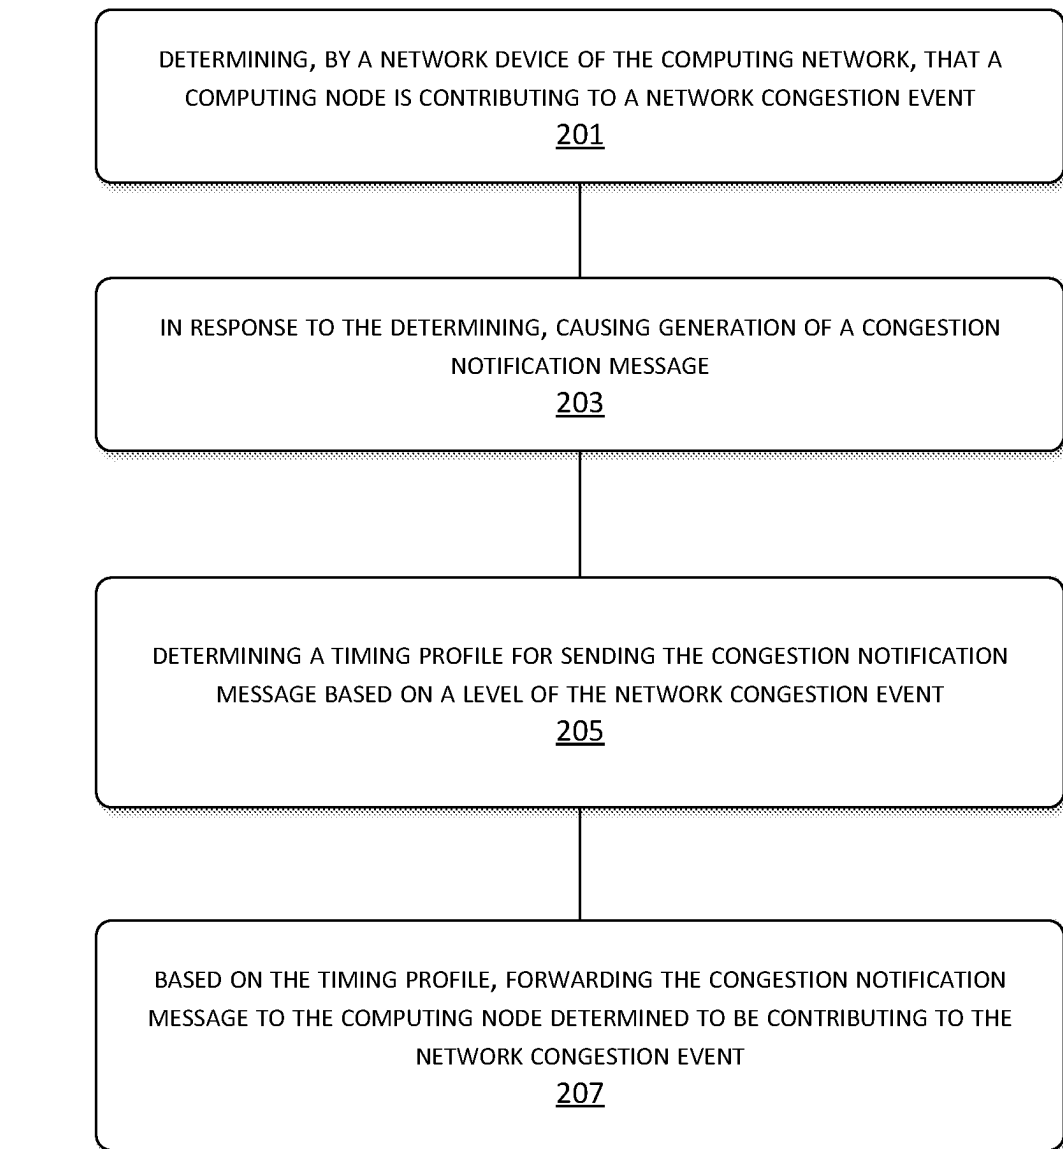 DETERMINING, BY A NETWORK DEVICE OF THE COMPUTING NETWORK, THAT A
COMPUTING NODE IS CONTRIBUTING TO A NETWORK CONGESTION EVENT
201
IN RESPONSE TO THE DETERMINING, CAUSING GENERATION OF A CONGESTION
NOTIFICATION MESSAGE
203
DETERMINING A TIMING PROFILE FOR SENDING THE CONGESTION NOTIFICATION
MESSAGE BASED ON A LEVEL OF THE NETWORK CONGESTION EVENT
205
BASED ON THE TIMING PROFILE, FORWARDING THE CONGESTION NOTIFICATION
MESSAGE TO THE COMPUTING NODE DETERMINED TO BE CONTRIBUTING TO THE
NETWORK CONGESTION EVENT
207